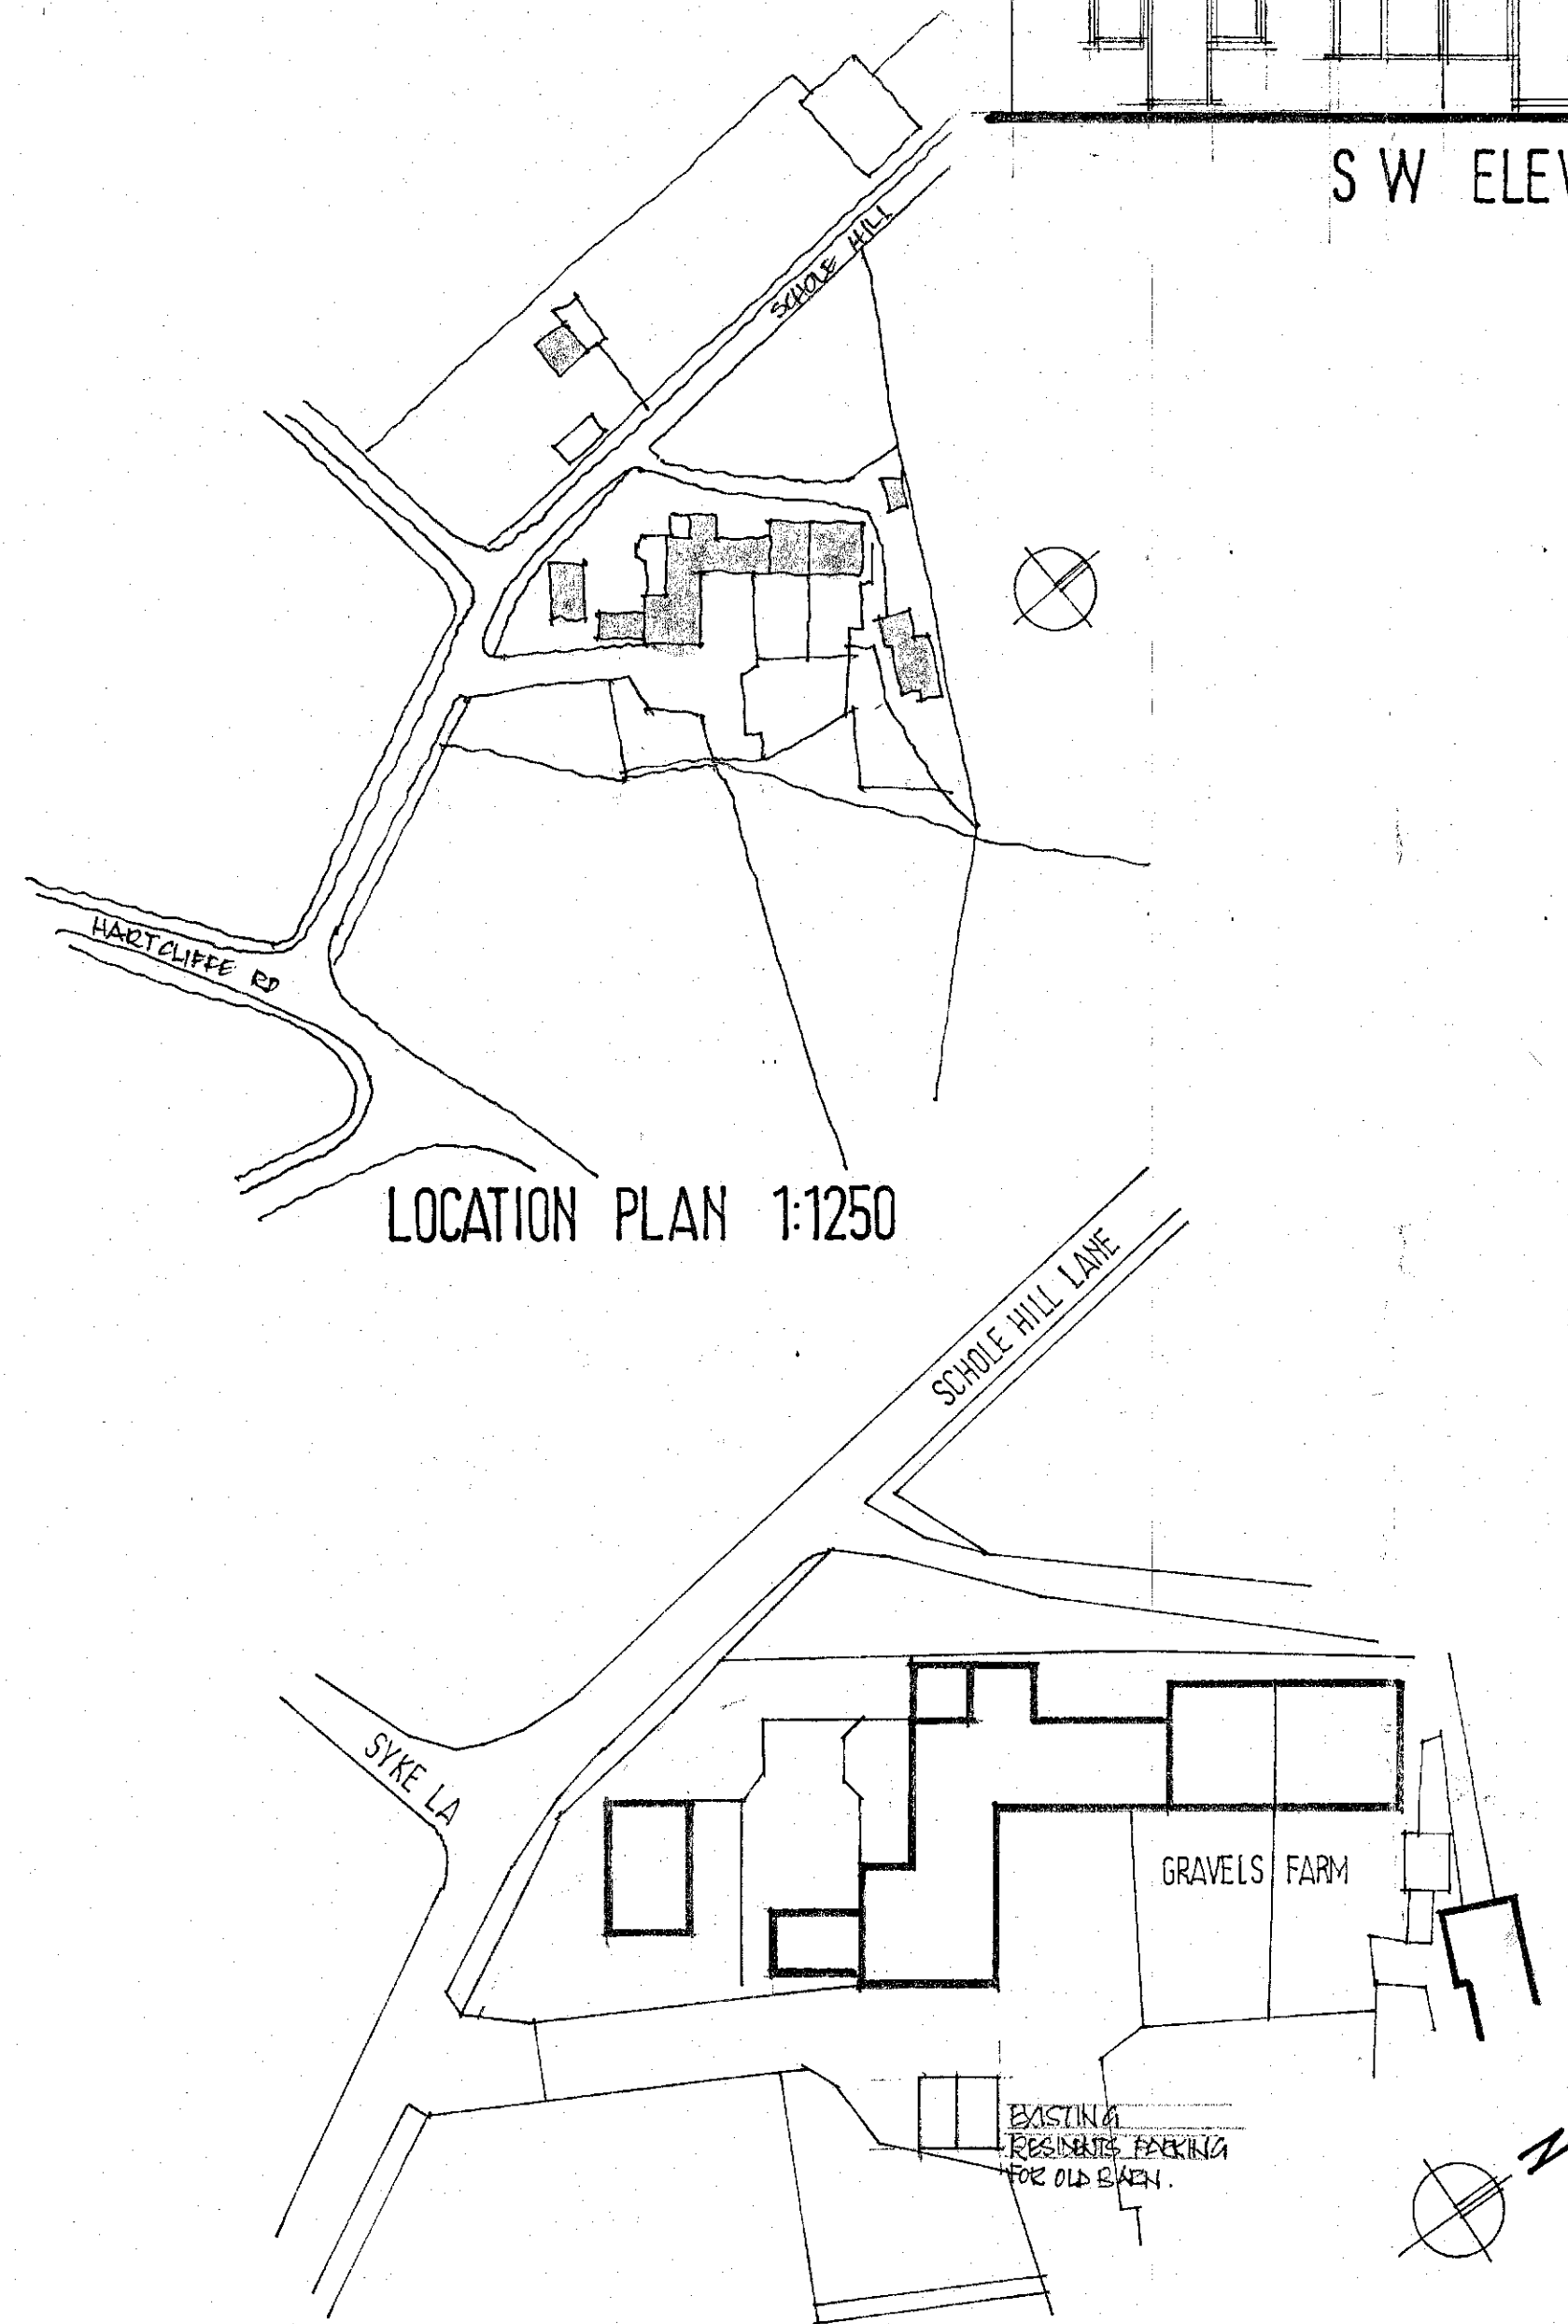 S W ELEV
SCHOLE HILL
HARTCLIFFE RD
LOCATION PLAN 1:1250
SCHOLE HILL LANE
SYKE LA
GRAVELS FARM
EXISTING
RESIDENTS PARKING
FOR OLD BARN.
N